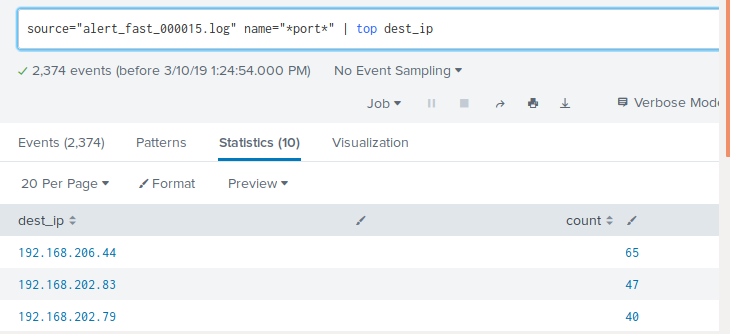 source="alert_fast_000015.log" name="*port*" | top dest_ip
✓ 2,374 events (before 3/10/19 1:24:54.000 PM) No Event Sampling
Job Verbose Mode
Events (2,374) Patterns Statistics (10) Visualization
20 Per Page Format Preview
dest_ip count
192.168.206.44 65
192.168.202.83 47
192.168.202.79 40